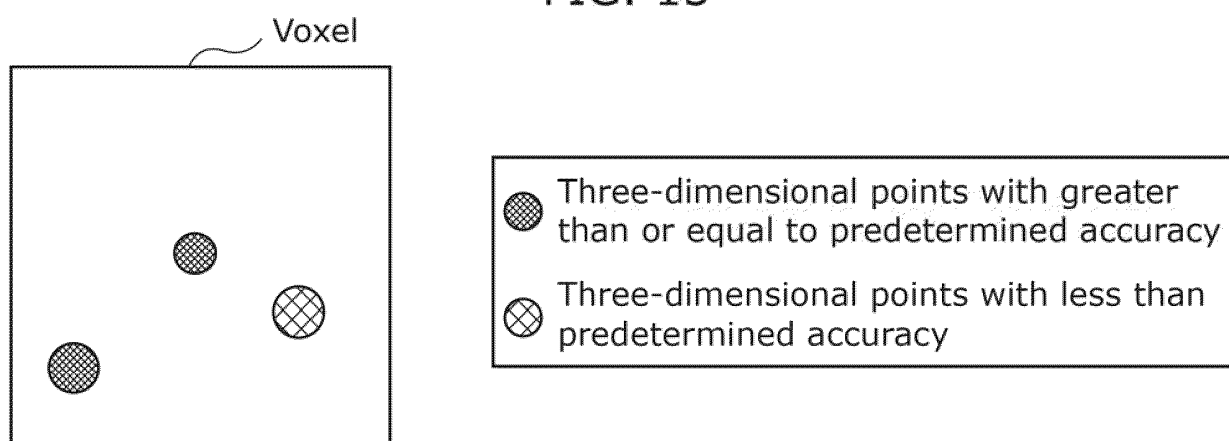 Voxel
Three-dimensional points with greater
than or equal to predetermined accuracy
Three-dimensional points with less than
predetermined accuracy